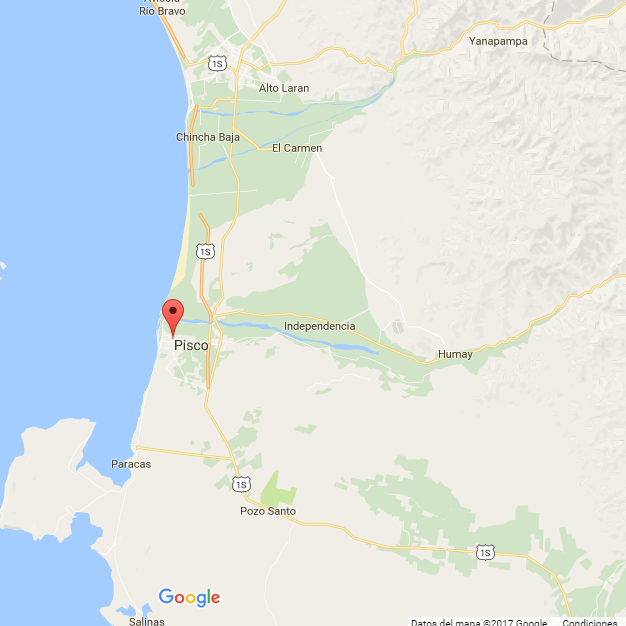 Río Bravo
Yanapampa
1S
Alto Laran
Chincha Baja
El Carmen
1S
Independencia
Pisco
Humay
Paracas
1S
Pozo Santo
1S
Google
Salinas
Datos del mapa ©2017 Google
Condiciones